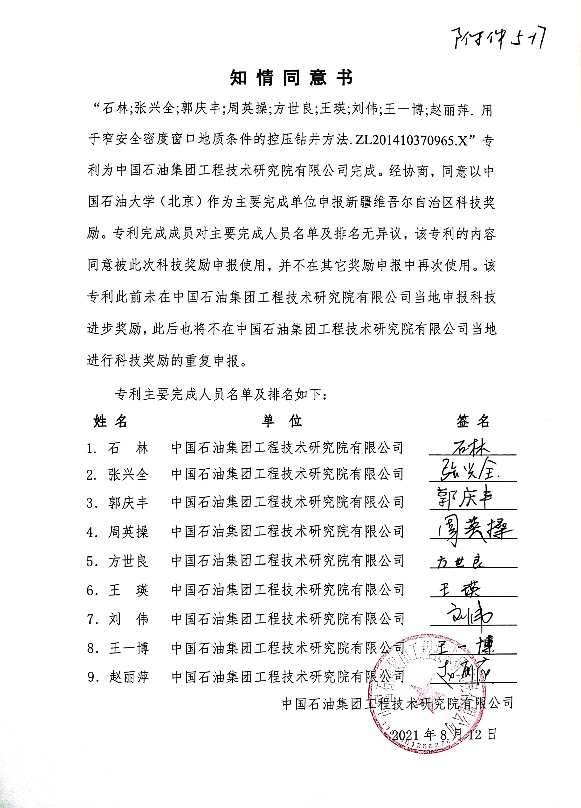 附件5-17
知情同意书
“石林;张兴全;郭庆丰;周英操;方世良;王瑛;刘伟;王一博;赵丽萍. 用
于窄安全密度窗口地质条件的控压钻井方法.ZL201410370965.X”专
利为中国石油集团工程技术研究院有限公司完成。经协商，同意以中
国石油大学（北京）作为主要完成单位申报新疆维吾尔自治区科技奖
励。专利完成成员对主要完成人员名单及排名无异议，该专利的内容
同意被此次科技奖励申报使用，并不在其它奖励申报中再次使用。该
专利此前未在中国石油集团工程技术研究院有限公司当地申报科技
进步奖励，此后也将不在中国石油集团工程技术研究院有限公司当地
进行科技奖励的重复申报。
专利主要完成人员名单及排名如下：
姓 名 单 位 签 名
1. 石 林 中国石油集团工程技术研究院有限公司 石林
2. 张兴全 中国石油集团工程技术研究院有限公司 张兴全.
3. 郭庆丰 中国石油集团工程技术研究院有限公司 郭庆丰
4. 周英操 中国石油集团工程技术研究院有限公司 周英操
5. 方世良 中国石油集团工程技术研究院有限公司 方世良
6. 王 瑛 中国石油集团工程技术研究院有限公司 王瑛
7. 刘 伟 中国石油集团工程技术研究院有限公司 刘伟
8. 王一博 中国石油集团工程技术研究院有限公司 王一博
9. 赵丽萍 中国石油集团工程技术研究院有限公司 赵丽萍
中国石油集团工程技术研究院有限公司
2021 年 8 月 12 日